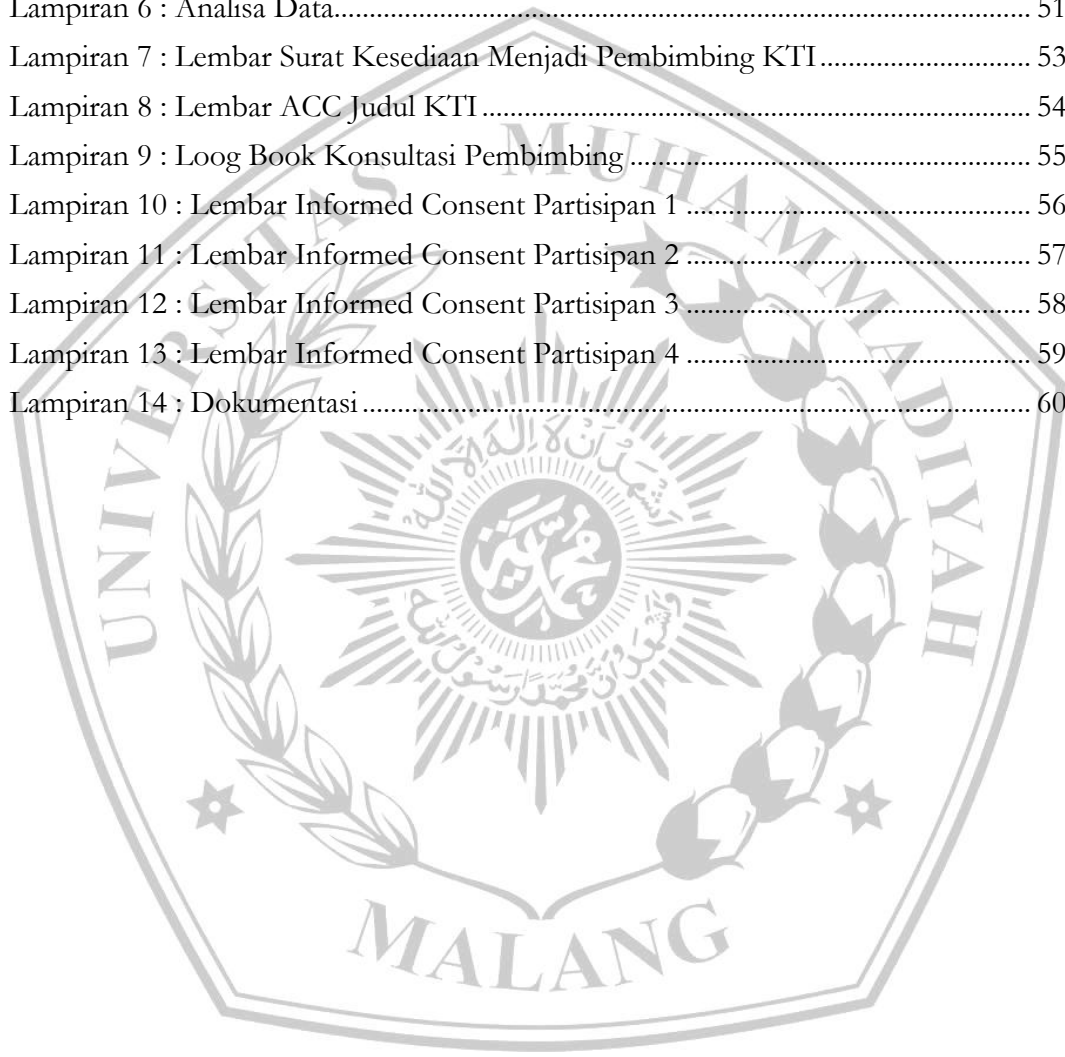 Lampiran 6 : Analisa Data.................................................................................................... 51
Lampiran 7 : Lembar Surat Kesediaan Menjadi Pembimbing KTI.............................. 53
Lampiran 8 : Lembar ACC Judul KTI............................................................................... 54
Lampiran 9 : Loog Book Konsultasi Pembimbing.......................................................... 55
Lampiran 10 : Lembar Informed Consent Partisipan 1 .................................................. 56
Lampiran 11 : Lembar Informed Consent Partisipan 2 .................................................. 57
Lampiran 12 : Lembar Informed Consent Partisipan 3 .................................................. 58
Lampiran 13 : Lembar Informed Consent Partisipan 4 .................................................. 59
Lampiran 14 : Dokumentasi................................................................................................ 60
UNIVERSITAS MUHAMMADIYAH
MALANG